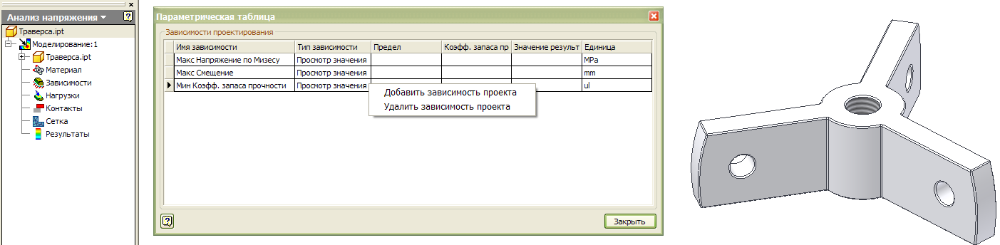 Анализ напряжения
Траверса.ipt
Моделирование:1
Траверса.ipt
Материал
Зависимости
Нагрузки
Контакты
Сетка
Результаты
Параметрическая таблица
Зависимости проектирования
Имя зависимости Тип зависимости Предел Коэфф. запаса пр Значение результ Единица
Макс Напряжение по Мизесу Просмотр значения MPa
Макс Смещение Просмотр значения mm
Мин Коэфф. запаса прочности Просмотр значения ul
Добавить зависимость проекта
Удалить зависимость проекта
Закрыть